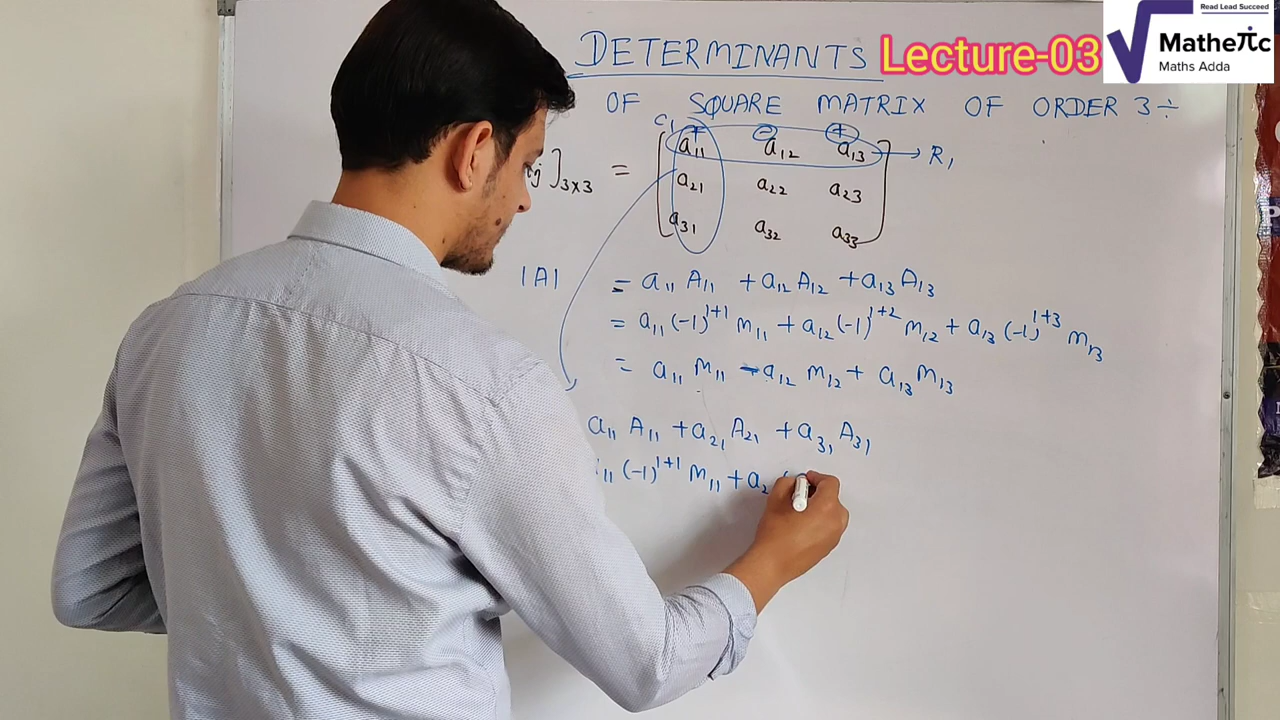 DETERMINANTS Lecture-03
Read Lead Succeed
Matheπc
Maths Adda
OF SQUARE MATRIX OF ORDER 3 ÷
C₁ + - +
a₁₁ a₁₂ a₁₃ → R₁
]₃ₓ₃ = a₂₁ a₂₂ a₂₃
a₃₁ a₃₂ a₃₃
|A| = a₁₁ A₁₁ + a₁₂ A₁₂ + a₁₃ A₁₃
= a₁₁ (-1)¹⁺¹ m₁₁ + a₁₂ (-1)¹⁺² m₁₂ + a₁₃ (-1)¹⁺³ m₁₃
= a₁₁ m₁₁ - a₁₂ m₁₂ + a₁₃ m₁₃
a₁₁ A₁₁ + a₂₁ A₂₁ + a₃₁ A₃₁
₁₁ (-1)¹⁺¹ m₁₁ + a₂